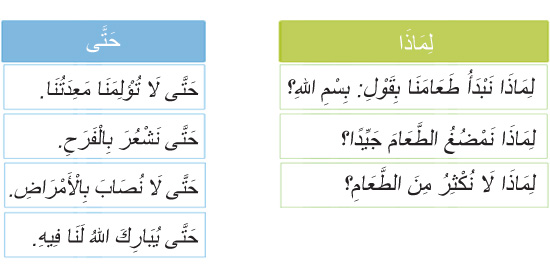 لِمَاذَا
لِمَاذَا نَبْدَأُ طَعَامَنَا بِقَوْلِ: بِسْمِ اللهِ؟
لِمَاذَا نَمْضُغُ الطَّعَامَ جَيِّدًا؟
لِمَاذَا لَا نُكْثِرُ مِنَ الطَّعَامِ؟
حَتَّى
حَتَّى لَا تُؤْلِمَنَا مَعِدَتُنَا.
حَتَّى نَشْعُرَ بِالْفَرَحِ.
حَتَّى لَا نُصَابَ بِالْأَمْرَاضِ.
حَتَّى يُبَارِكَ اللهُ لَنَا فِيهِ.